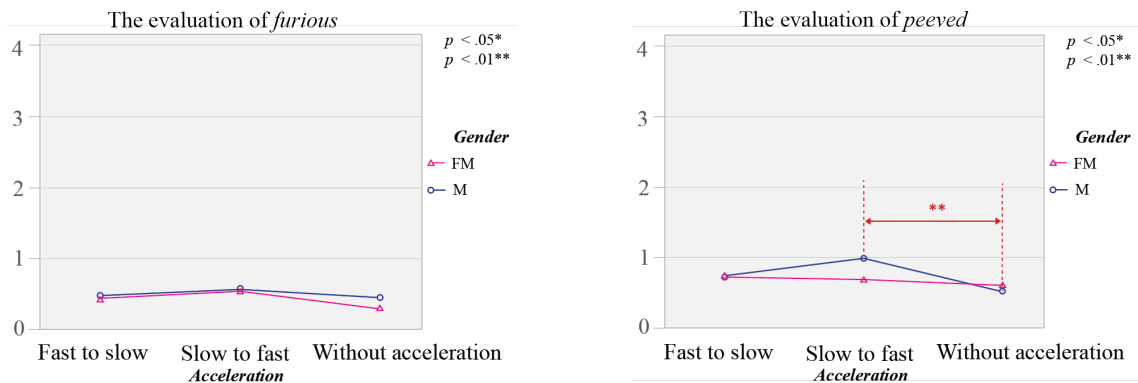 The evaluation of furious
4
3
2
1
0
p < .05*
p < .01**
Gender
FM
M
Fast to slow
Slow to fast
Without acceleration
Acceleration
The evaluation of peeved
4
3
2
1
0
p < .05*
p < .01**
Gender
FM
M
**
Fast to slow
Slow to fast
Without acceleration
Acceleration